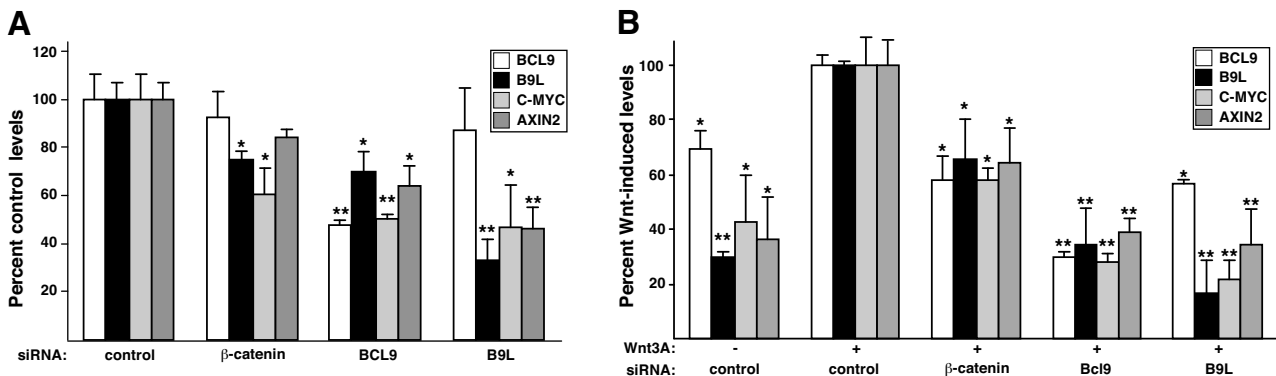 A
Percent control levels
120
100
80
60
40
20
BCL9
B9L
C-MYC
AXIN2
* *
** * ** *
** * **
siRNA: control β-catenin BCL9 B9L
B
Percent Wnt-induced levels
100
80
60
40
20
BCL9
B9L
C-MYC
AXIN2
* ** * *
* * * *
** ** ** **
* ** ** **
Wnt3A: - + + + +
siRNA: control control β-catenin Bcl9 B9L